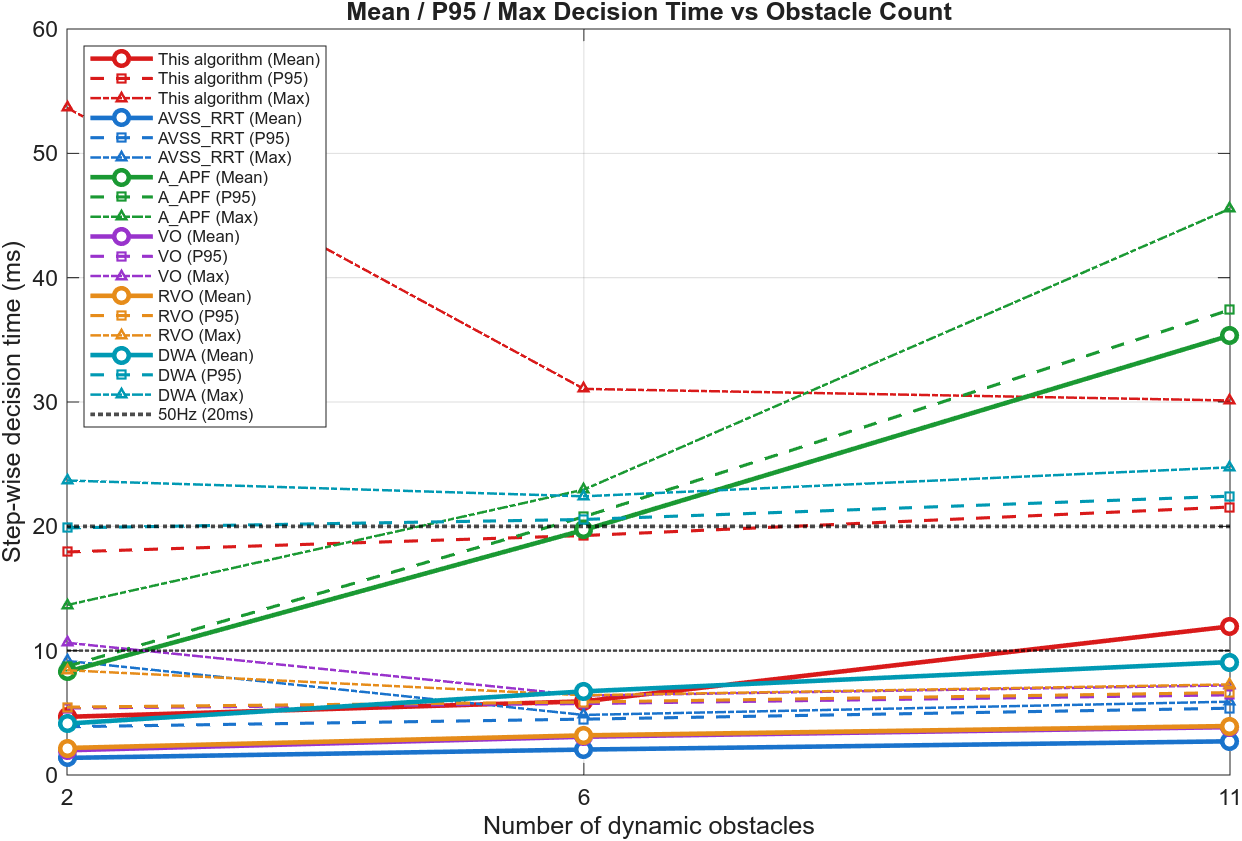 Mean / P95 / Max Decision Time vs Obstacle Count
60
50
40
30
20
10
0
Step-wise decision time (ms)
This algorithm (Mean)
This algorithm (P95)
This algorithm (Max)
AVSS_RRT (Mean)
AVSS_RRT (P95)
AVSS_RRT (Max)
A_APF (Mean)
A_APF (P95)
A_APF (Max)
VO (Mean)
VO (P95)
VO (Max)
RVO (Mean)
RVO (P95)
RVO (Max)
DWA (Mean)
DWA (P95)
DWA (Max)
50Hz (20ms)
2 6 11
Number of dynamic obstacles